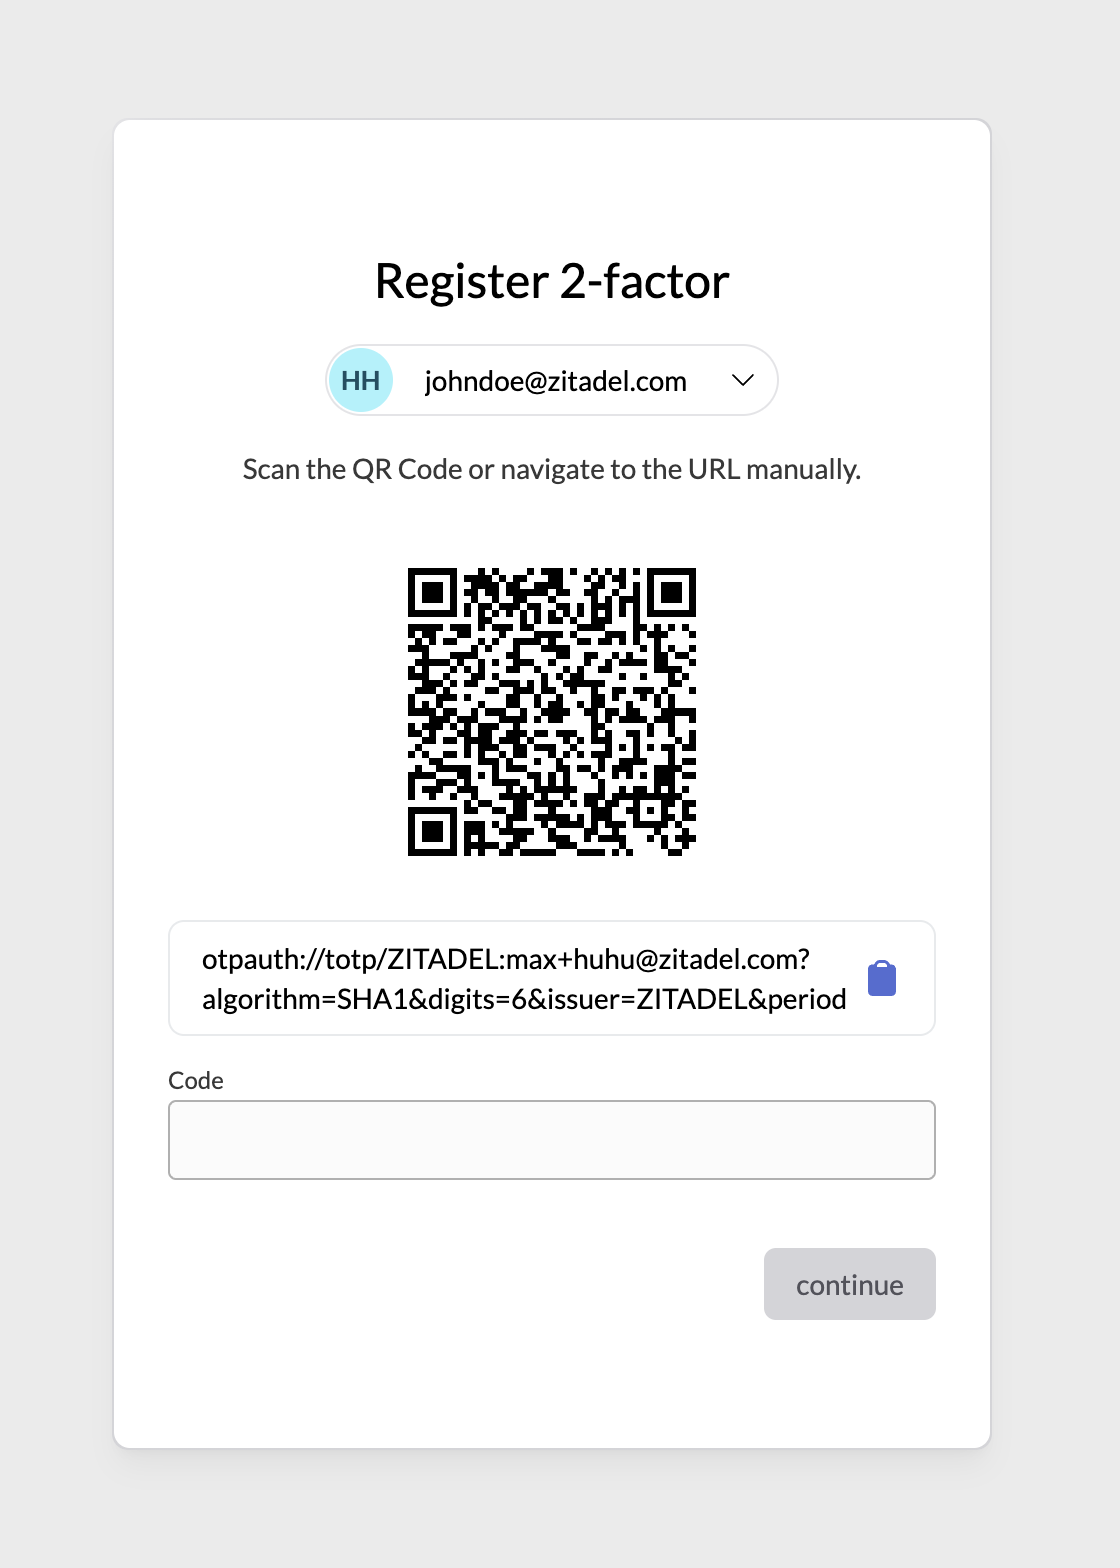 Register 2-factor
HH
johndoe@zitadel.com
Scan the QR Code or navigate to the URL manually.
otpauth://totp/ZITADEL:max+huhu@zitadel.com?
algorithm=SHA1&digits=6&issuer=ZITADEL&period
Code
continue